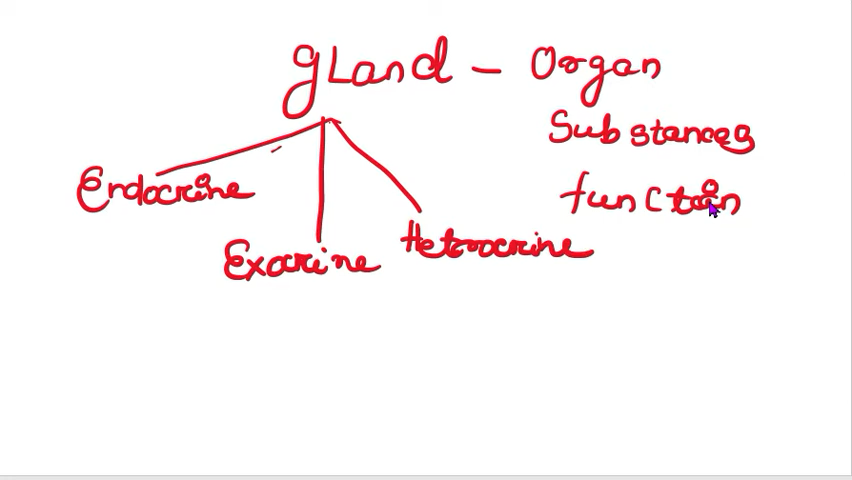 gland - Organ
Substances
function
Endocrine
Exocrine
Heterocrine